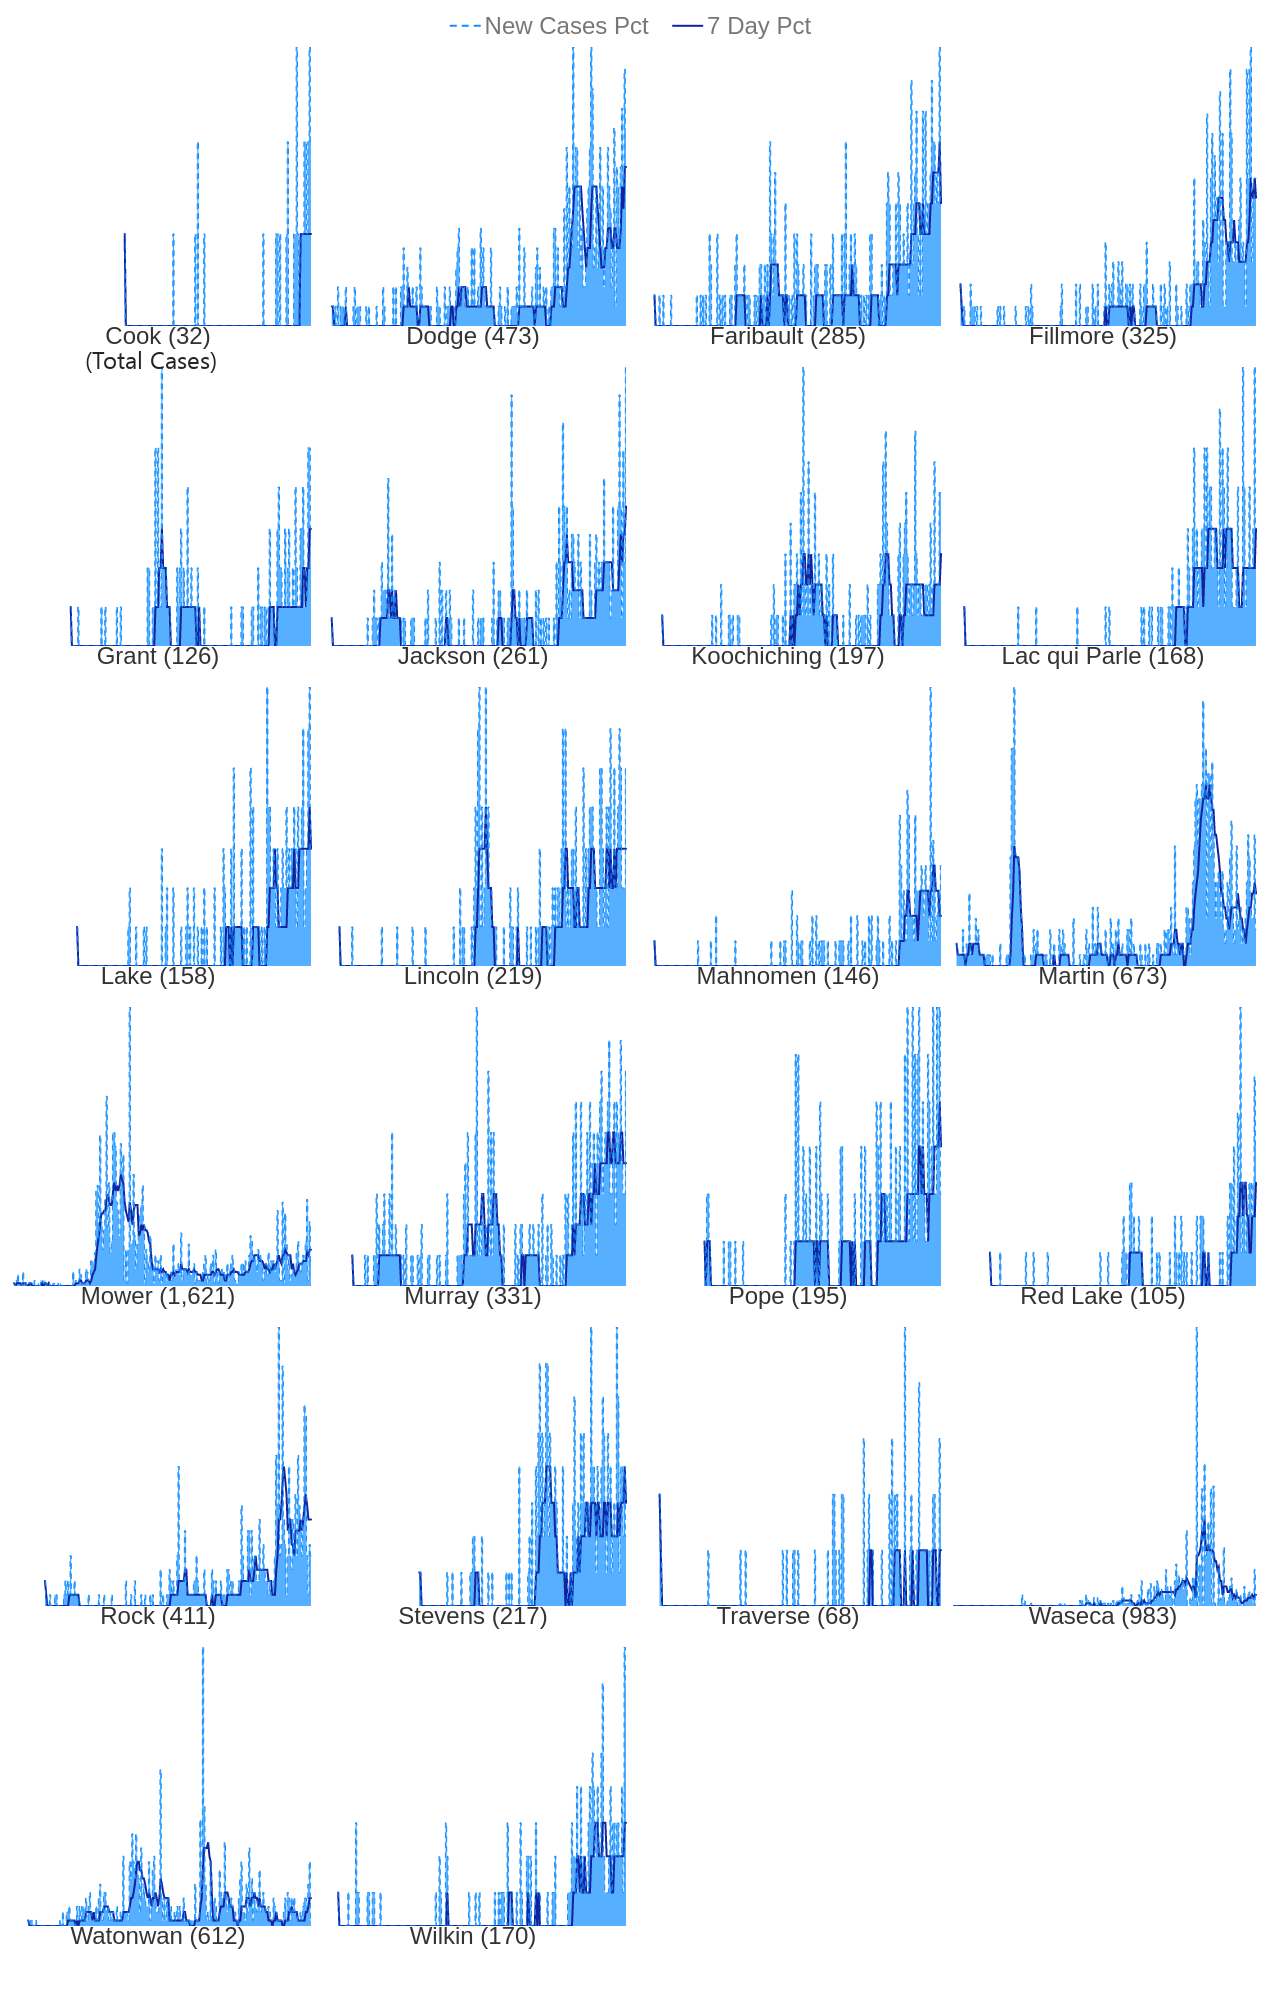 New Cases Pct 7 Day Pct
Cook (32) Dodge (473) Faribault (285) Fillmore (325)
(Total Cases)
Grant (126) Jackson (261) Koochiching (197) Lac qui Parle (168)
Lake (158) Lincoln (219) Mahnomen (146) Martin (673)
Mower (1,621) Murray (331) Pope (195) Red Lake (105)
Rock (411) Stevens (217) Traverse (68) Waseca (983)
Watonwan (612) Wilkin (170)